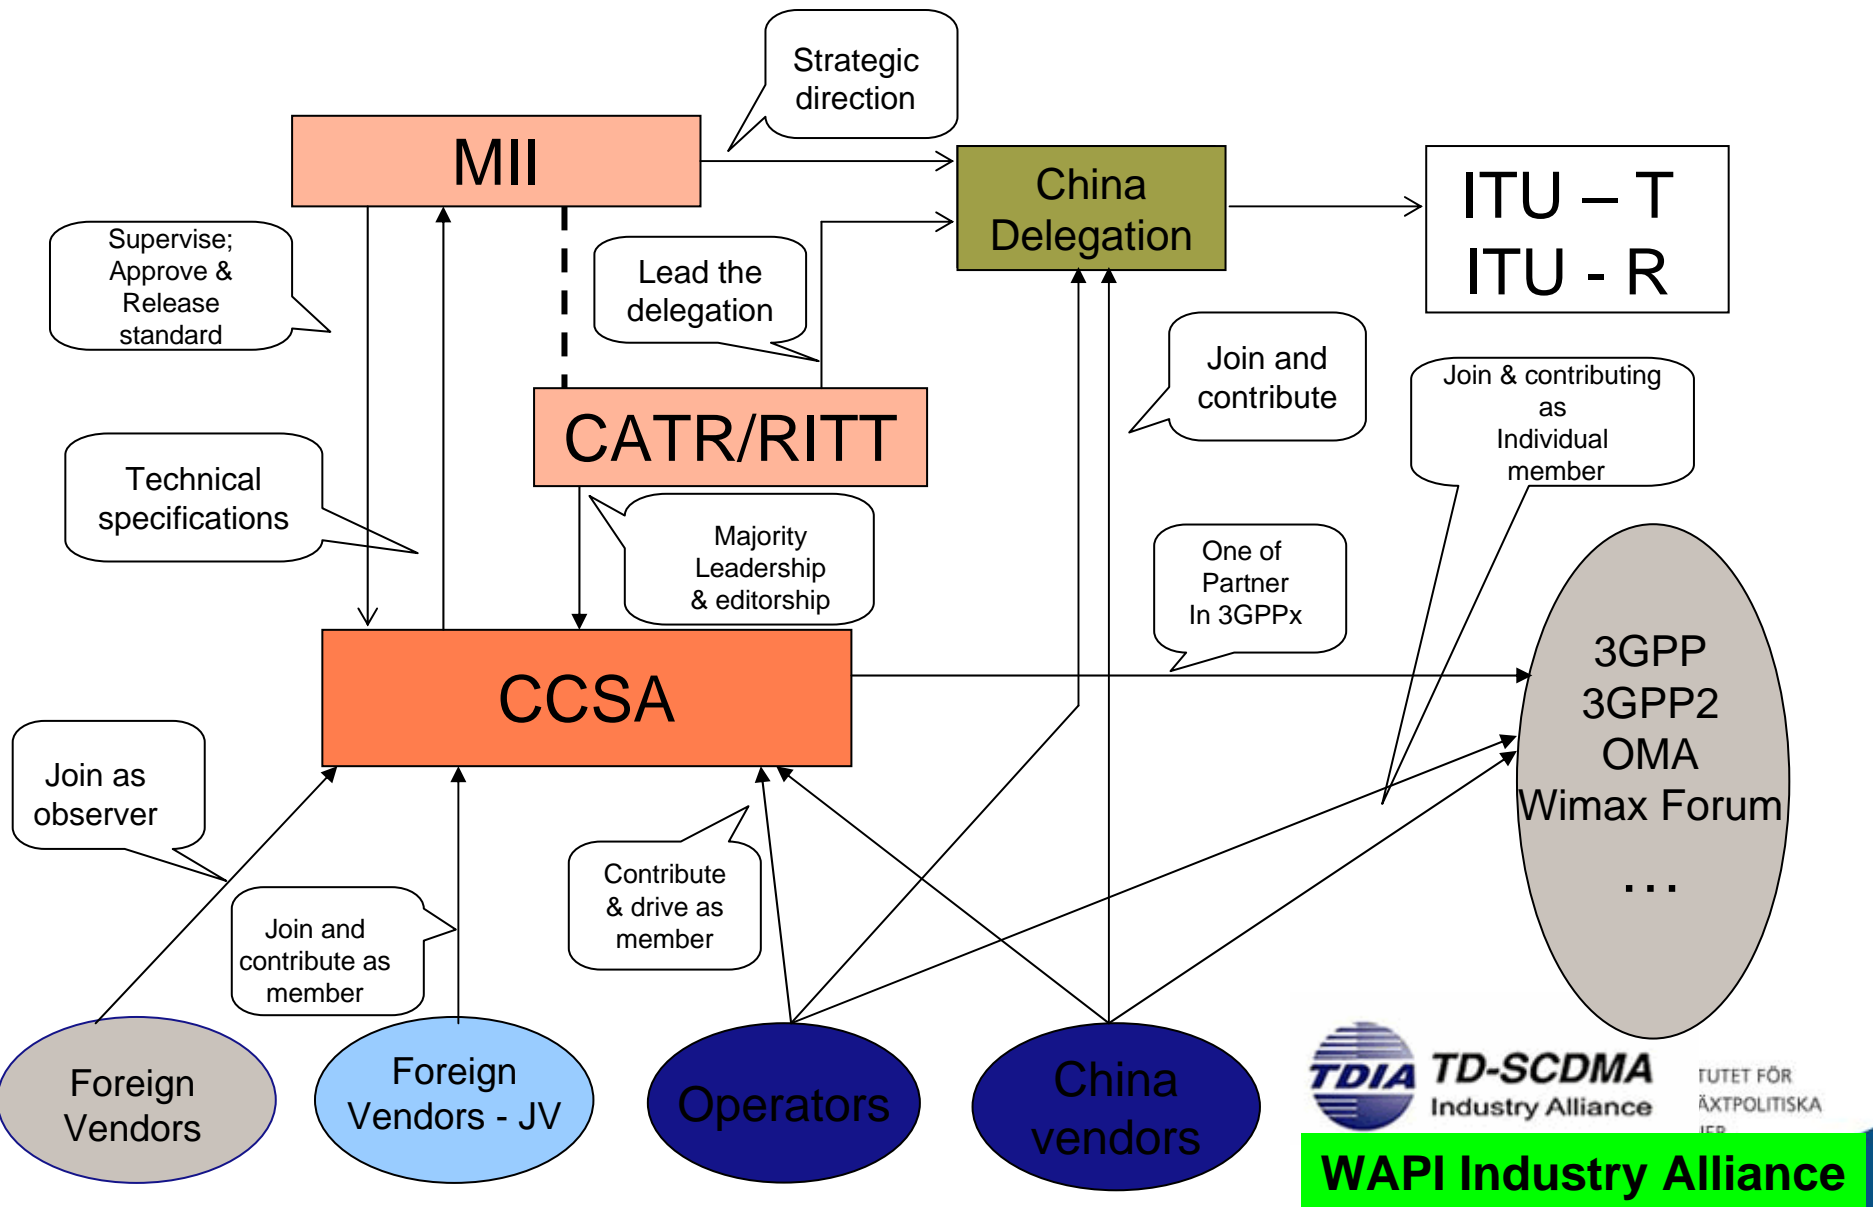 Strategic
direction
MII
China
Delegation
ITU – T
ITU - R
Supervise;
Approve &
Release
standard
Lead the
delegation
Join and
contribute
Join & contributing
as
Individual
member
CATR/RITT
Technical
specifications
Majority
Leadership
& editorship
One of
Partner
In 3GPPx
CCSA
3GPP
3GPP2
OMA
Wimax Forum
...
Join as
observer
Contribute
& drive as
member
Join and
contribute as
member
Foreign
Vendors
Foreign
Vendors - JV
Operators
China
vendors
TDIA
TD-SCDMA
Industry Alliance
TUTET FÖR
ÄXTPOLITISKA
WAPI Industry Alliance